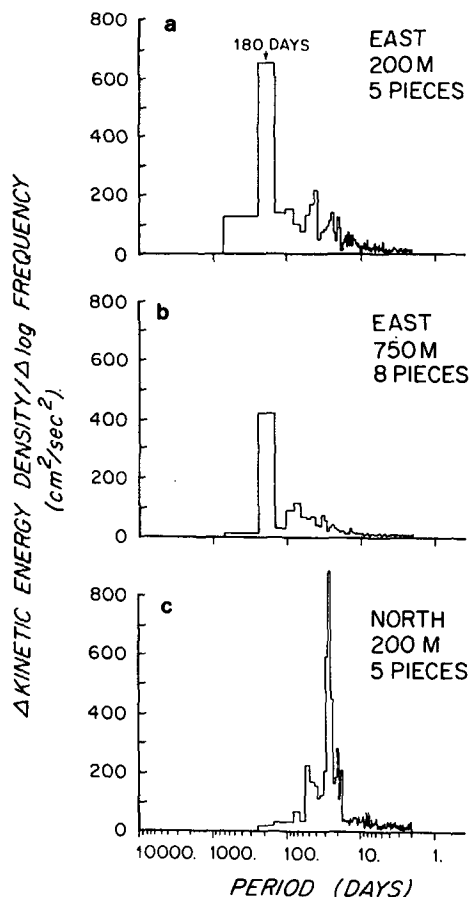 ΔKINETIC ENERGY DENSITY/Δlog FREQUENCY
(cm²/sec²).
800
a
180 DAYS
EAST
200 M
5 PIECES
600
400
200
0
800
b
EAST
750 M
8 PIECES
600
400
200
0
800
c
NORTH
200 M
5 PIECES
600
400
200
0
10000. 1000. 100. 10. 1.
PERIOD (DAYS)